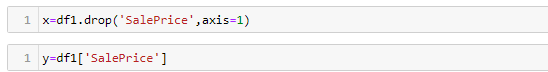 1 x=df1.drop('SalePrice',axis=1)
1 y=df1['SalePrice']